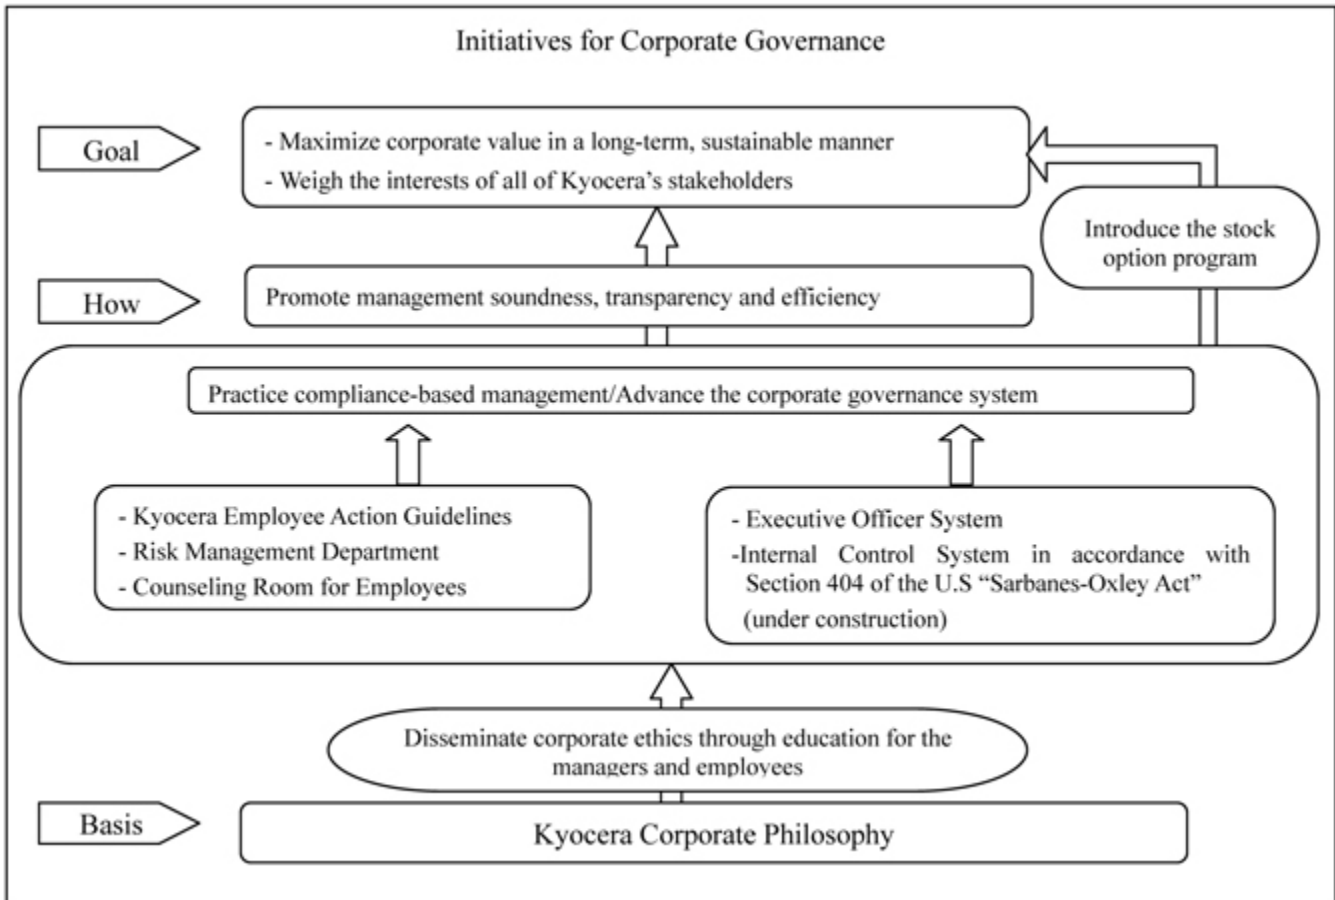 Initiatives for Corporate Governance
Goal
- Maximize corporate value in a long-term, sustainable manner
- Weigh the interests of all of Kyocera's stakeholders
Introduce the stock
option program
How
Promote management soundness, transparency and efficiency
Practice compliance-based management/Advance the corporate governance system
- Kyocera Employee Action Guidelines
- Risk Management Department
- Counseling Room for Employees
- Executive Officer System
-Internal Control System in accordance with
Section 404 of the U.S “Sarbanes-Oxley Act”
(under construction)
Disseminate corporate ethics through education for the
managers and employees
Basis
Kyocera Corporate Philosophy